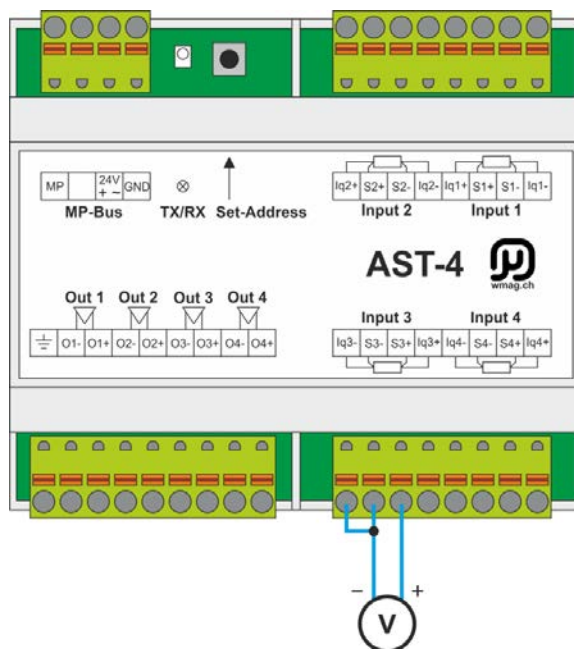 MP 24V + ~ GND
MP-Bus
TX/RX Set-Address
Iq2+ S2+ S2- Iq2- Iq1+ S1+ S1- Iq1-
Input 2 Input 1
AST-4
wmag.ch
Out 1 Out 2 Out 3 Out 4
O1- O1+ O2- O2+ O3- O3+ O4- O4+
Input 3 Input 4
Iq3- S3- S3+ Iq3+ Iq4- S4- S4+ Iq4+
– +
V